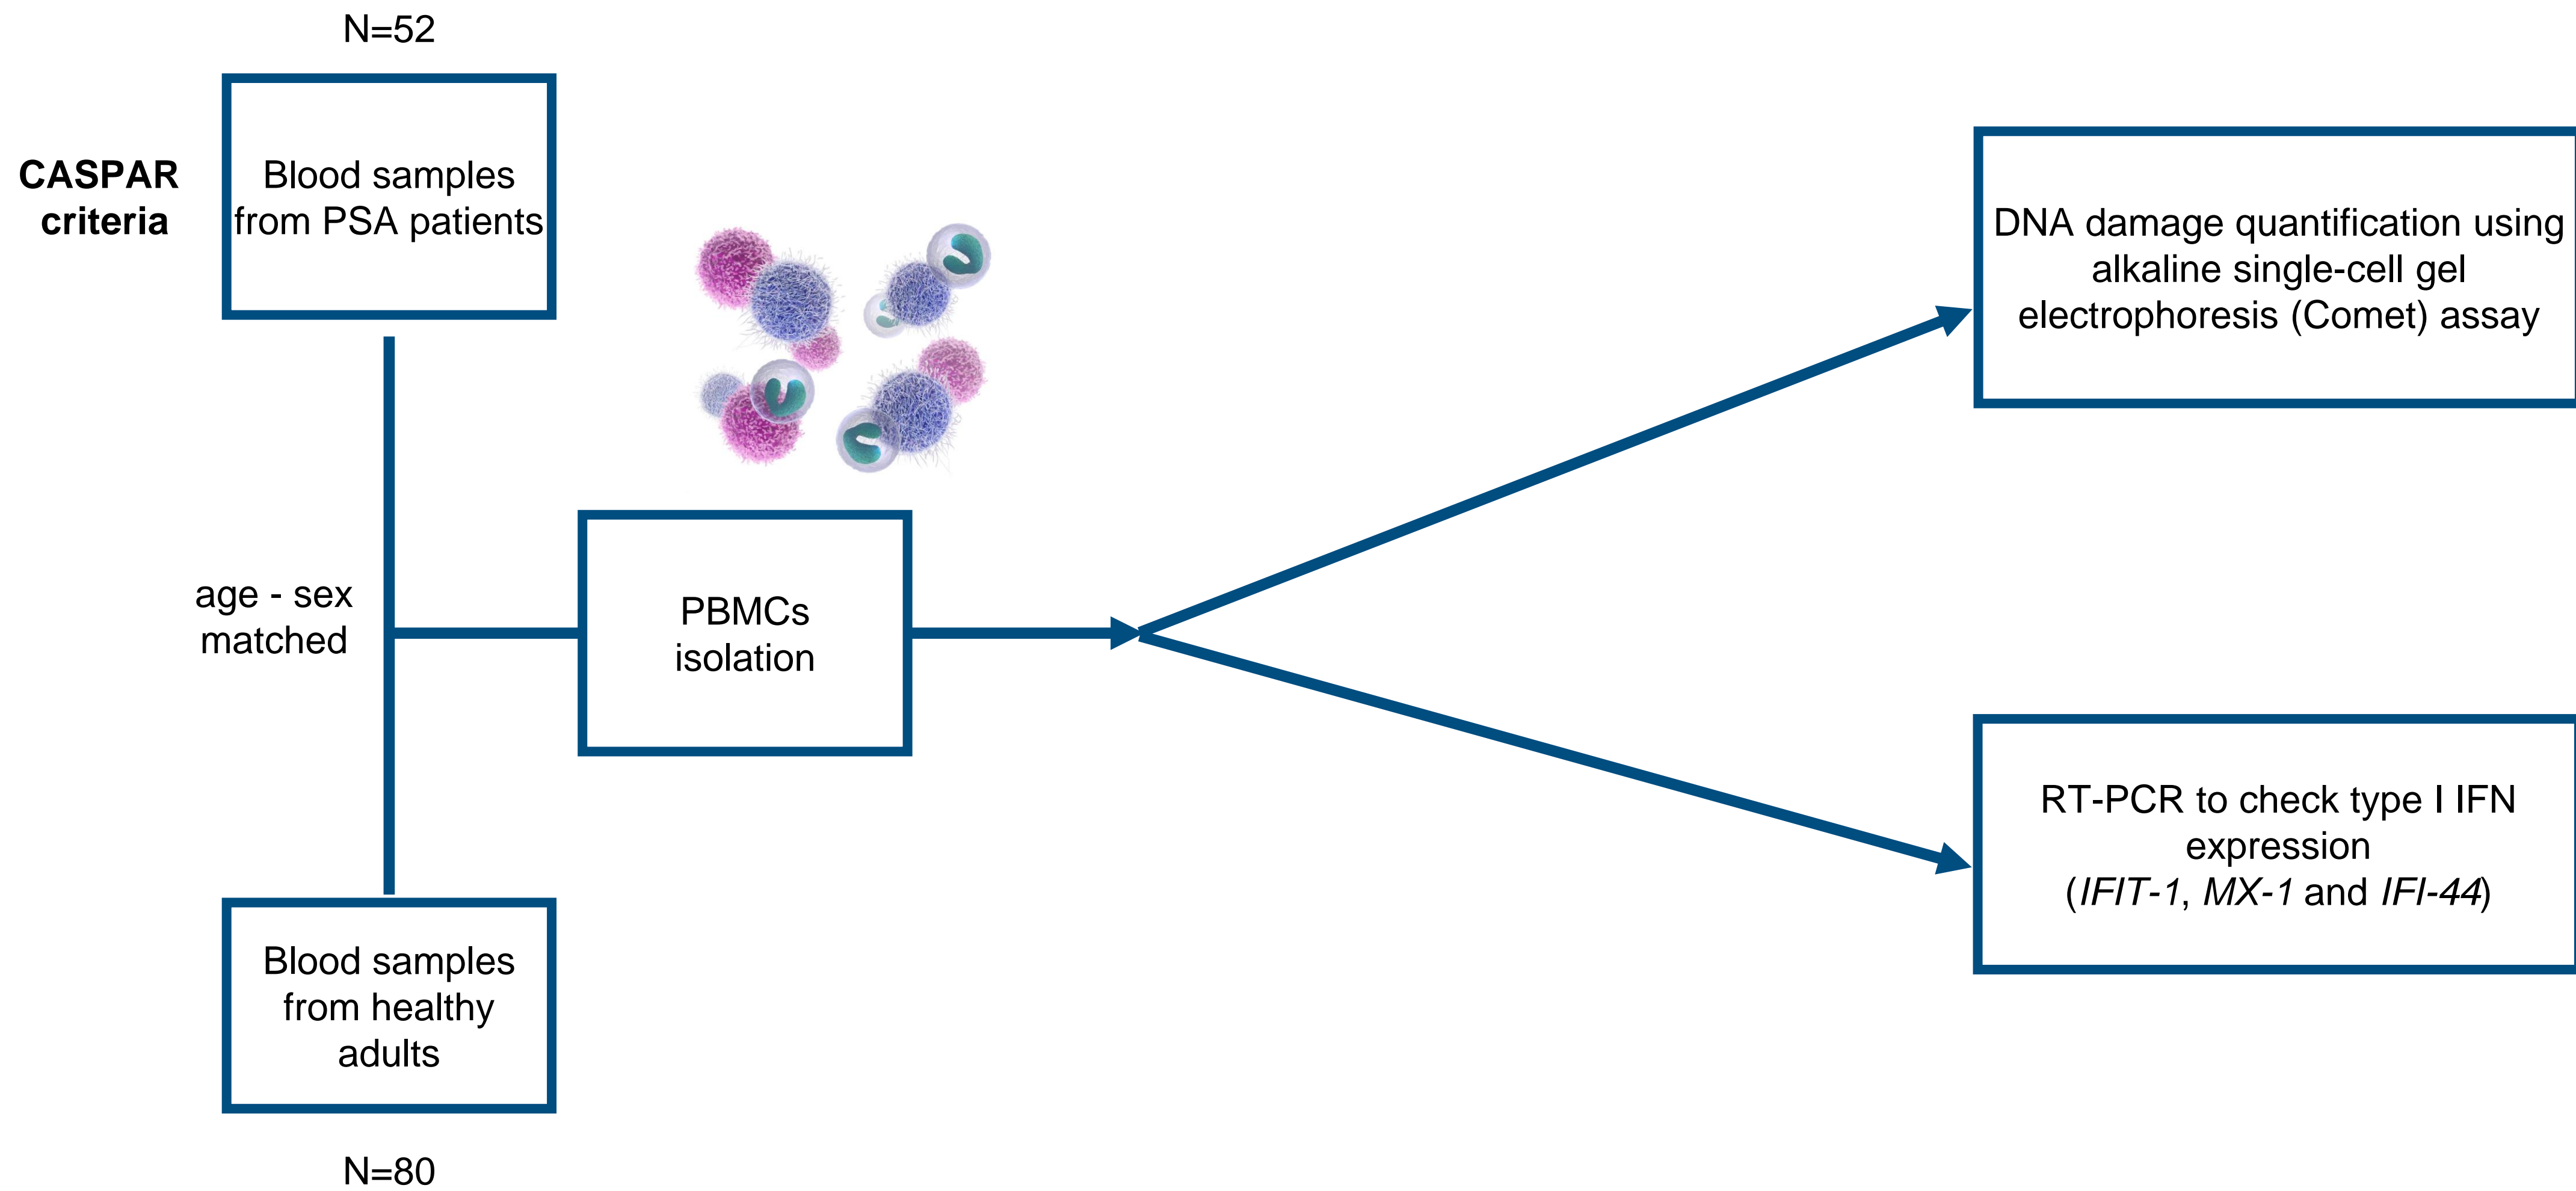 N=52
CASPAR
criteria
Blood samples
from PSA patients
age - sex
matched
PBMCs
isolation
Blood samples
from healthy
adults
N=80
DNA damage quantification using
alkaline single-cell gel
electrophoresis (Comet) assay
RT-PCR to check type I IFN
expression
(IFIT-1, MX-1 and IFI-44)